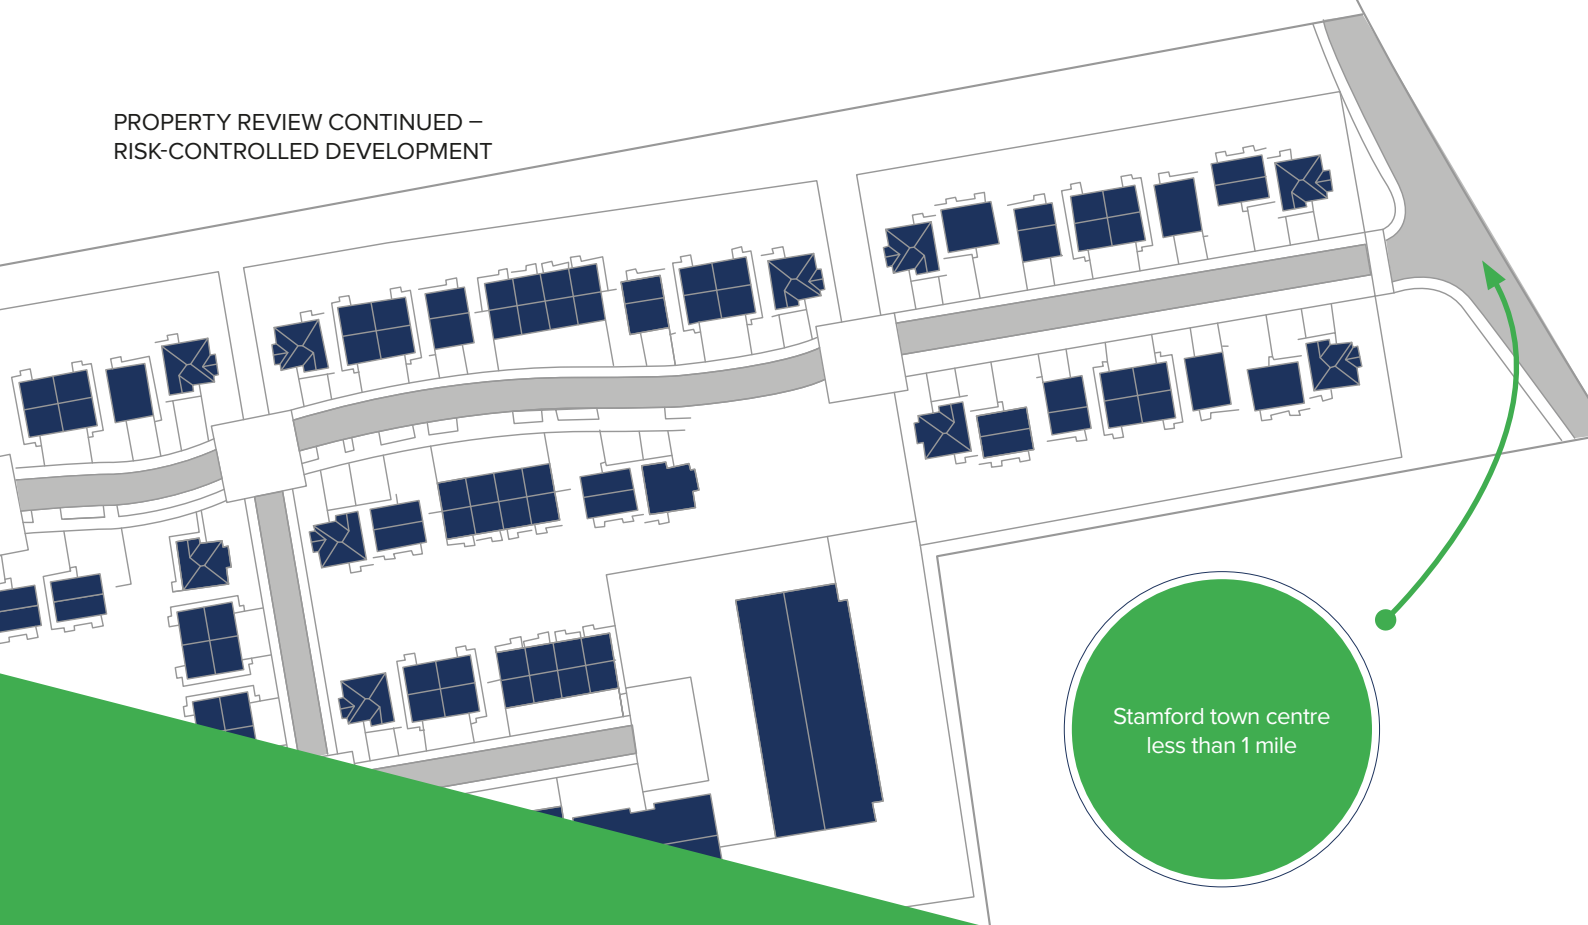 PROPERTY REVIEW CONTINUED –
RISK-CONTROLLED DEVELOPMENT
Stamford town centre
less than 1 mile